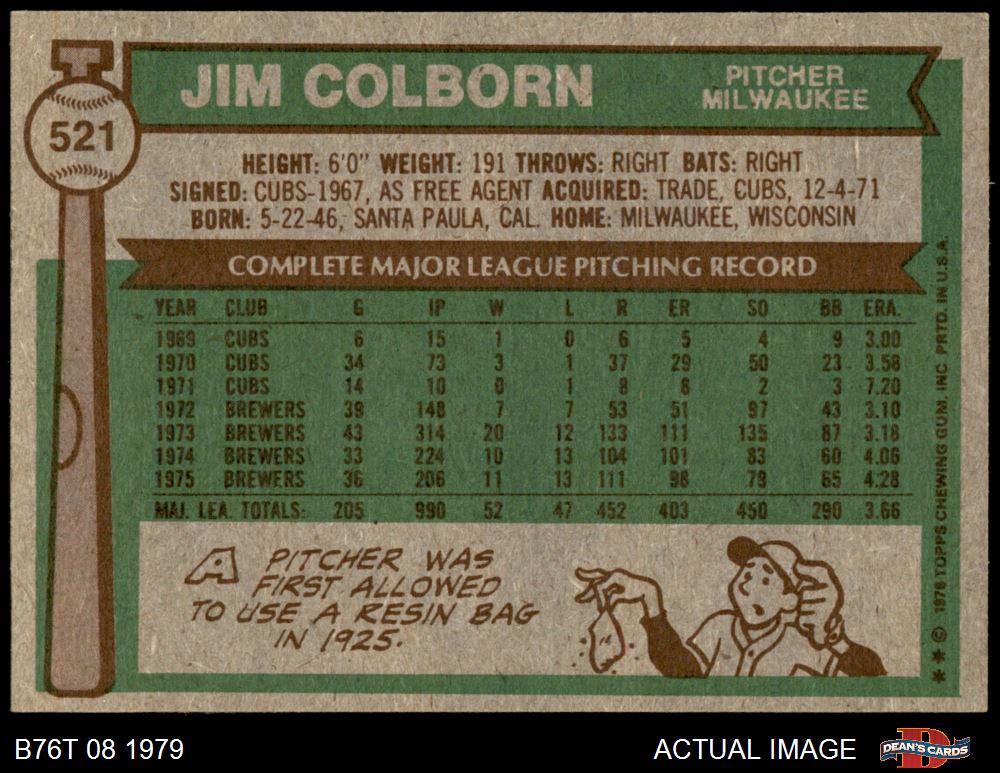 JIM COLBORN
PITCHER
MILWAUKEE
521
HEIGHT: 6'0" WEIGHT: 191 THROWS: RIGHT BATS: RIGHT
SIGNED: CUBS-1967, AS FREE AGENT ACQUIRED: TRADE, CUBS, 12-4-71
BORN: 5-22-46, SANTA PAULA, CAL. HOME: MILWAUKEE, WISCONSIN
COMPLETE MAJOR LEAGUE PITCHING RECORD
YEAR CLUB G IP W L R ER SO BB ERA.
1969 CUBS 6 15 1 0 6 5 4 9 3.00
1970 CUBS 34 73 3 1 37 29 50 23 3.58
1971 CUBS 14 10 0 1 8 8 2 3 7.20
1972 BREWERS 39 148 7 7 53 51 97 43 3.10
1973 BREWERS 43 314 20 12 133 111 135 87 3.18
1974 BREWERS 33 224 10 13 104 101 83 60 4.06
1975 BREWERS 36 206 11 13 111 98 79 65 4.28
MAJ. LEA. TOTALS: 205 990 52 47 452 403 450 290 3.66
A PITCHER WAS
FIRST ALLOWED
TO USE A RESIN BAG
IN 1925.
* * © 1976 TOPPS CHEWING GUM, INC PRTD. IN U.S.A.
B76T 08 1979
ACTUAL IMAGE
DEAN'S CARDS